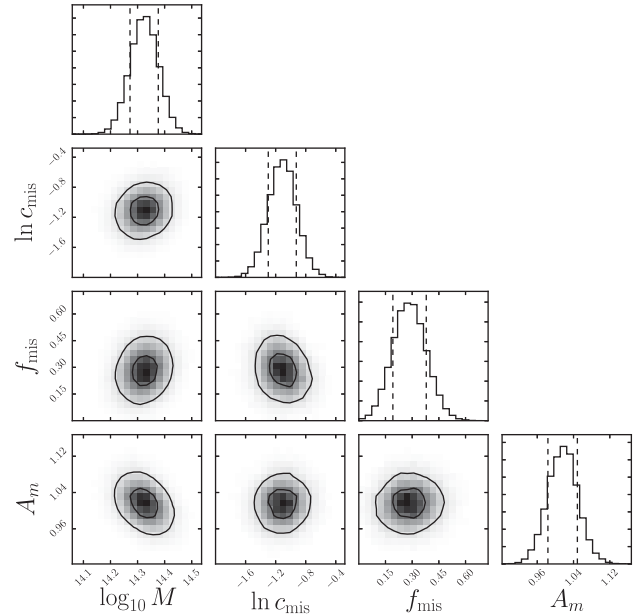 −0.4
−0.8
−1.2
−1.6
ln c_mis
0.60
0.45
0.30
0.15
f_mis
1.12
1.04
0.96
A_m
14.1 14.2 14.3 14.4 14.5
−1.6 −1.2 −0.8 −0.4
0.15 0.30 0.45 0.60
0.96 1.04 1.12
log₁₀ M
ln c_mis
f_mis
A_m